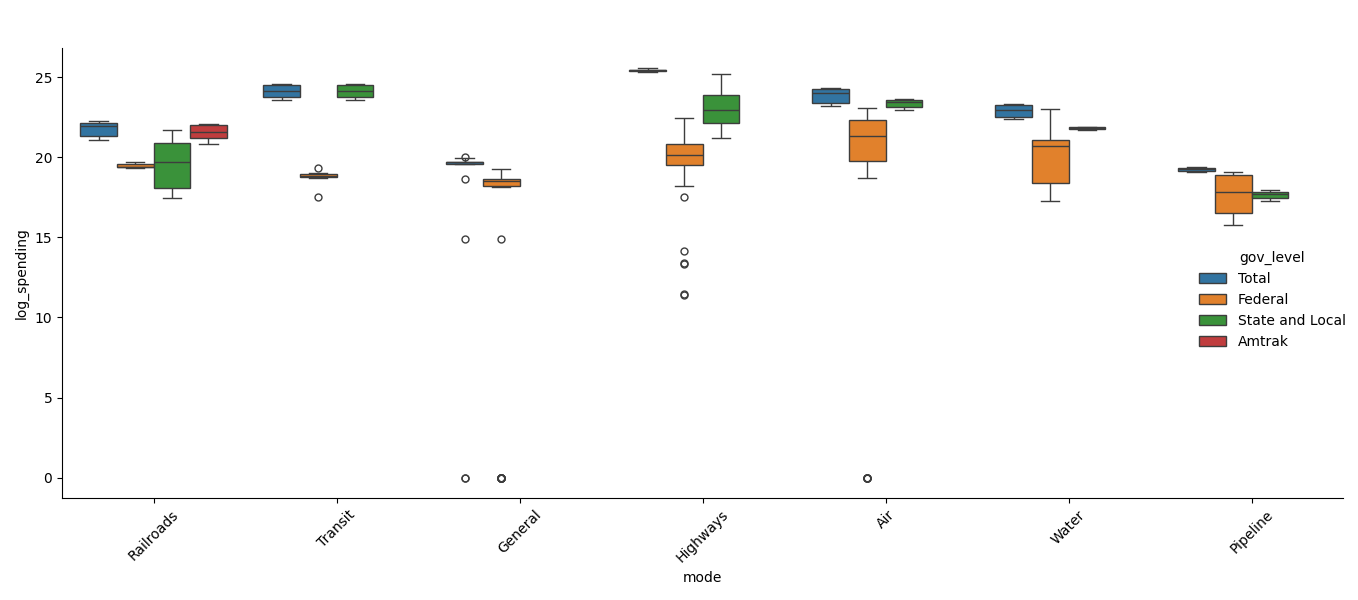 25
20
15
10
5
0
log_spending
Railroads
Transit
General
Highways
Air
Water
Pipeline
mode
gov_level
Total
Federal
State and Local
Amtrak